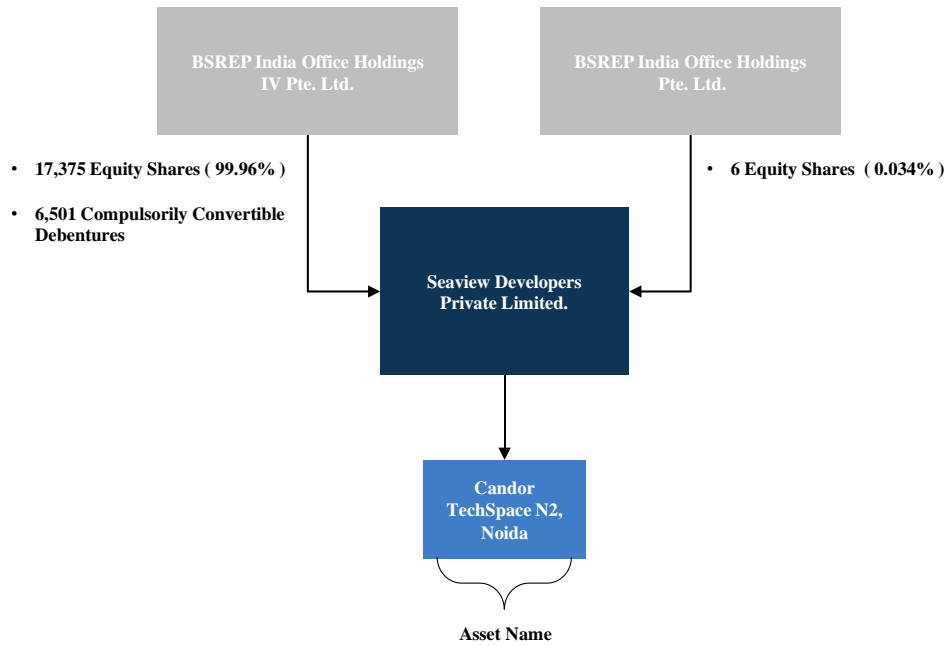 BSREP India Office Holdings
IV Pte. Ltd.
BSREP India Office Holdings
Pte. Ltd.
• 17,375 Equity Shares ( 99.96% )
• 6,501 Compulsorily Convertible
Debentures
• 6 Equity Shares ( 0.034% )
Seaview Developers
Private Limited.
Candor
TechSpace N2,
Noida
Asset Name